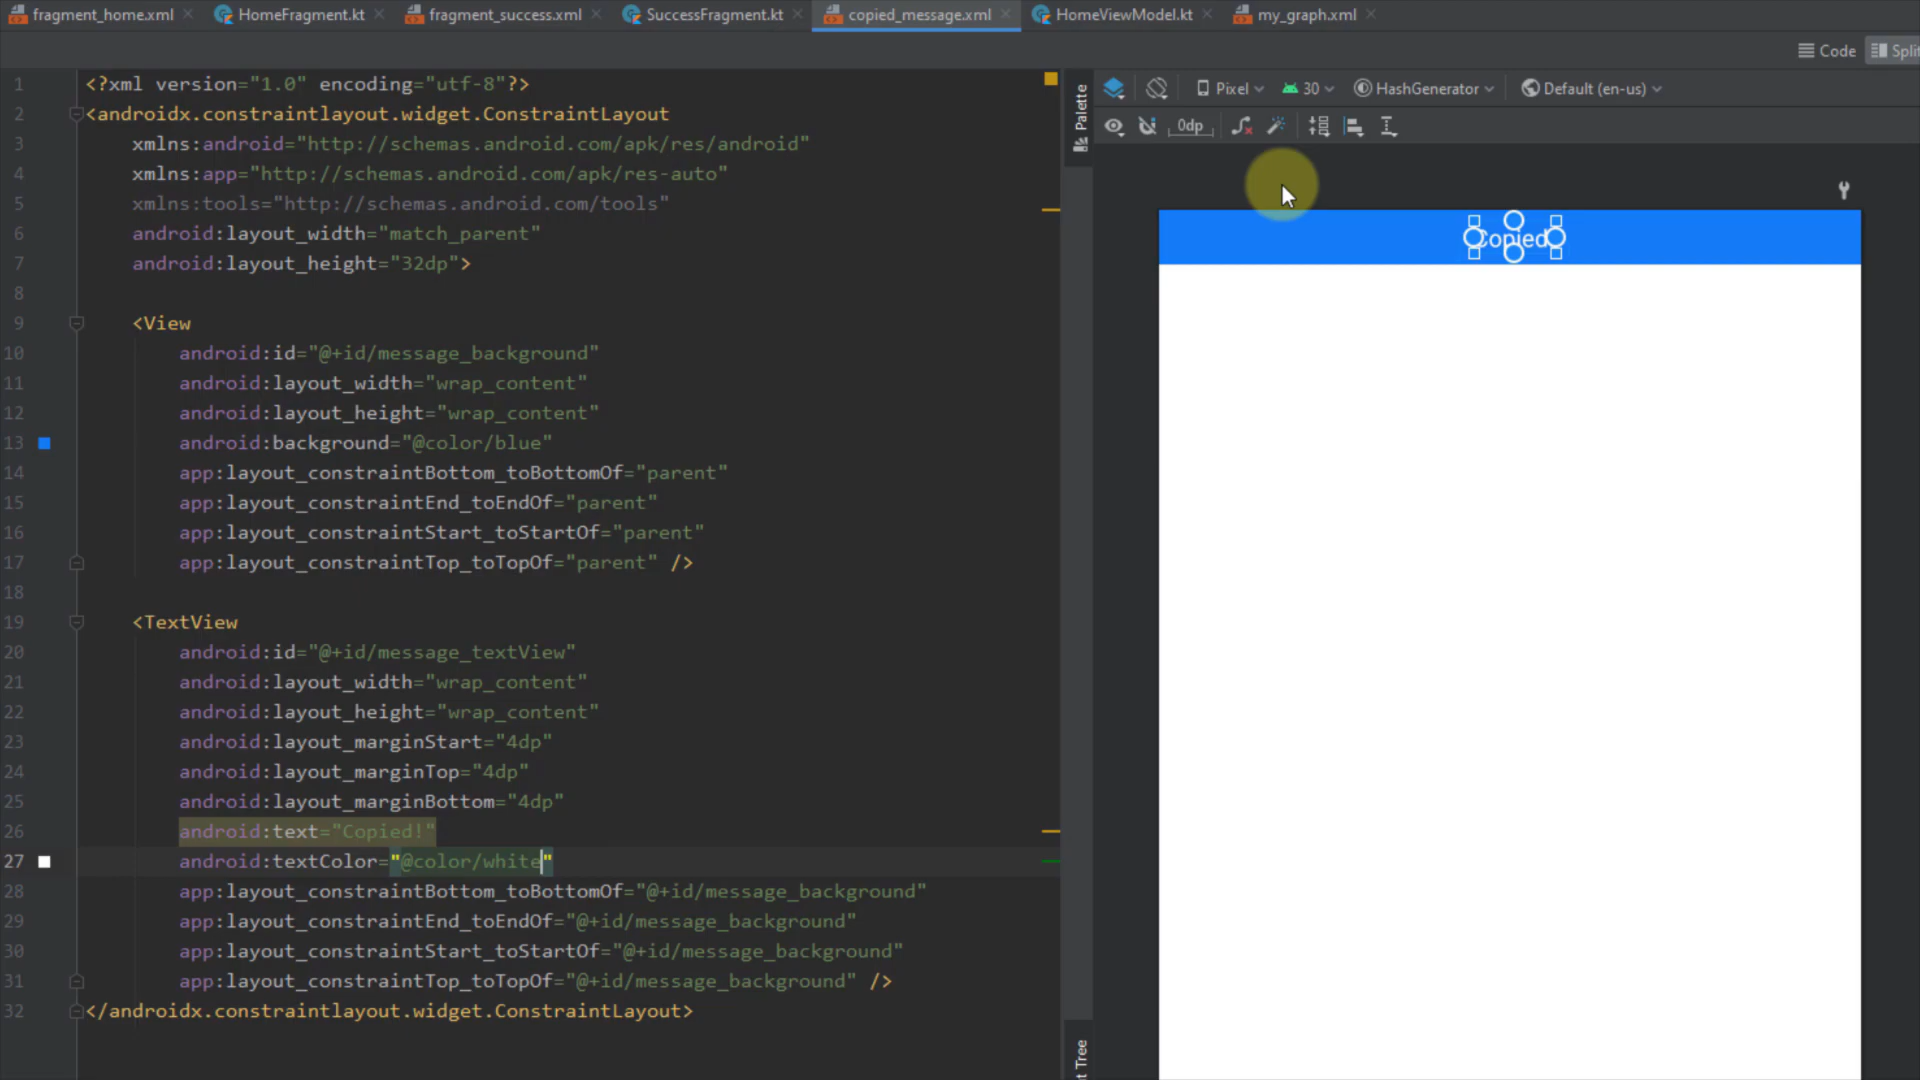 fragment_home.xml HomeFragment.kt fragment_success.xml SuccessFragment.kt copied_message.xml HomeViewModel.kt my_graph.xml
Code Split
Palette
Pixel 30 HashGenerator Default (en-us)
0dp
Copied
1 <?xml version="1.0" encoding="utf-8"?>
2 <androidx.constraintlayout.widget.ConstraintLayout
3 xmlns:android="http://schemas.android.com/apk/res/android"
4 xmlns:app="http://schemas.android.com/apk/res-auto"
5 xmlns:tools="http://schemas.android.com/tools"
6 android:layout_width="match_parent"
7 android:layout_height="32dp">
8
9 <View
10 android:id="@+id/message_background"
11 android:layout_width="wrap_content"
12 android:layout_height="wrap_content"
13 android:background="@color/blue"
14 app:layout_constraintBottom_toBottomOf="parent"
15 app:layout_constraintEnd_toEndOf="parent"
16 app:layout_constraintStart_toStartOf="parent"
17 app:layout_constraintTop_toTopOf="parent" />
18
19 <TextView
20 android:id="@+id/message_textView"
21 android:layout_width="wrap_content"
22 android:layout_height="wrap_content"
23 android:layout_marginStart="4dp"
24 android:layout_marginTop="4dp"
25 android:layout_marginBottom="4dp"
26 android:text="Copied!"
27 android:textColor="@color/white"
28 app:layout_constraintBottom_toBottomOf="@+id/message_background"
29 app:layout_constraintEnd_toEndOf="@+id/message_background"
30 app:layout_constraintStart_toStartOf="@+id/message_background"
31 app:layout_constraintTop_toTopOf="@+id/message_background" />
32 </androidx.constraintlayout.widget.ConstraintLayout>
Tree